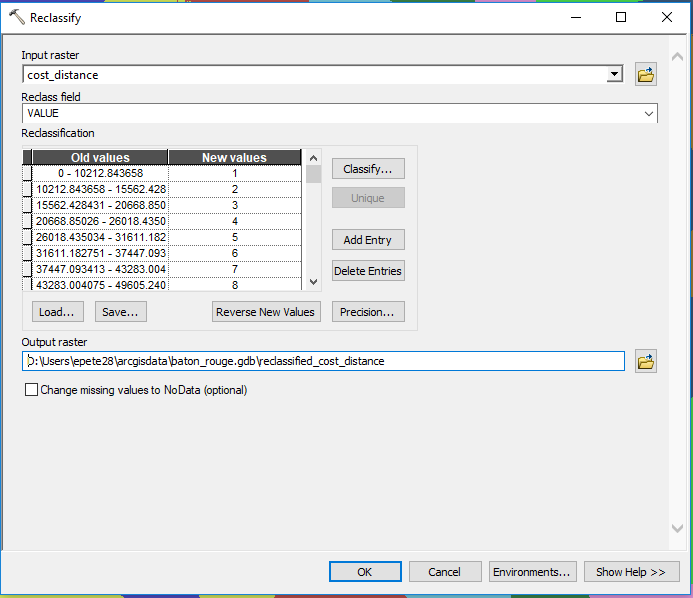 Reclassify
Input raster
cost_distance
Reclass field
VALUE
Reclassification
Old values New values
0 - 10212.843658 1
10212.843658 - 15562.428 2
15562.428431 - 20668.850 3
20668.85026 - 26018.4350 4
26018.435034 - 31611.182 5
31611.182751 - 37447.093 6
37447.093413 - 43283.004 7
43283.004075 - 49605.240 8
Classify...
Unique
Add Entry
Delete Entries
Load... Save... Reverse New Values Precision...
Output raster
D:\Users\epete28\arcgisdata\baton_rouge.gdb\reclassified_cost_distance
Change missing values to NoData (optional)
OK Cancel Environments... Show Help >>